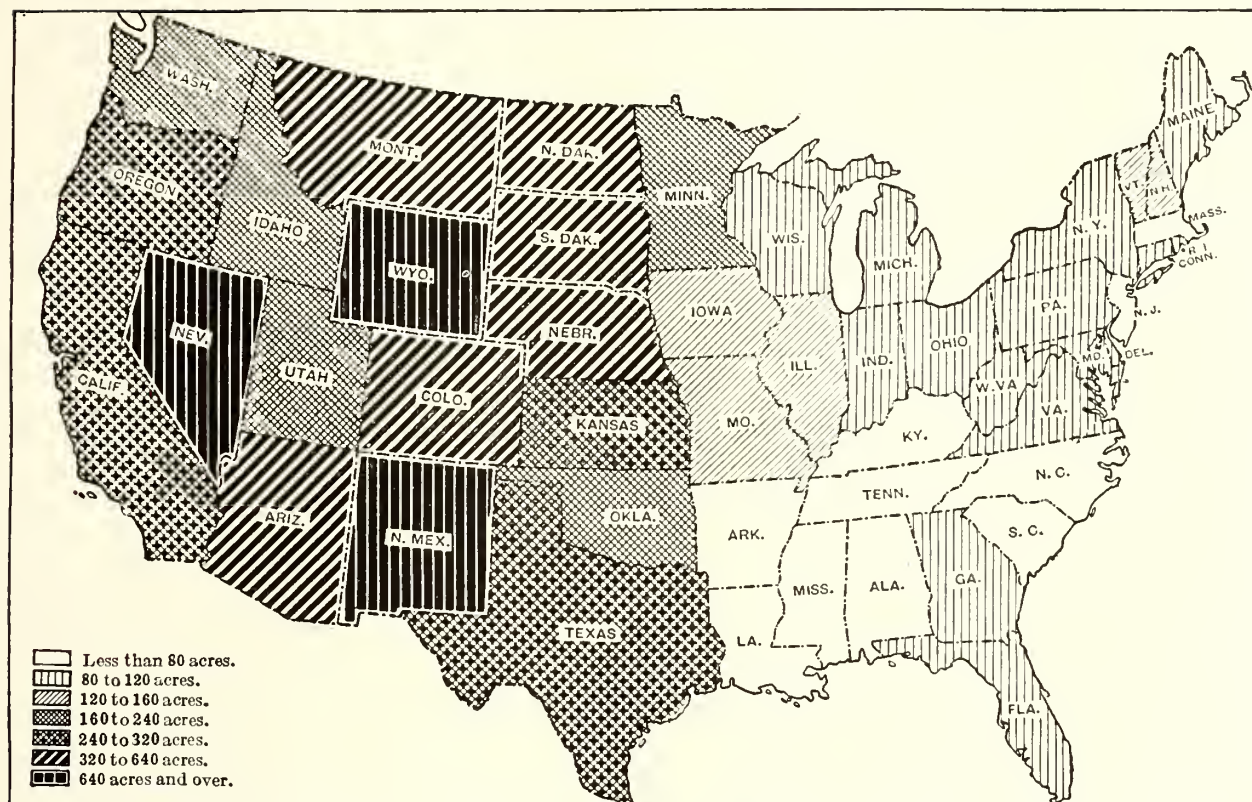 WASH.
MONT.
N. DAK.
MINN.
OREGON
IDAHO
WYO.
S. DAK.
WIS.
MICH.
MAINE
VT.
N.H.
MASS.
N.Y.
R.I.
CONN.
NEV.
UTAH
COLO.
NEBR.
IOWA
ILL.
IND.
OHIO
PA.
N.J.
MD.
DEL.
W.VA
VA.
CALIF
KANSAS
MO.
KY.
ARIZ.
N. MEX.
OKLA.
ARK.
TENN.
N.C.
S. C.
TEXAS
LA.
MISS.
ALA.
GA.
FLA.
Less than 80 acres.
80 to 120 acres.
120 to 160 acres.
160 to 240 acres.
240 to 320 acres.
320 to 640 acres.
640 acres and over.